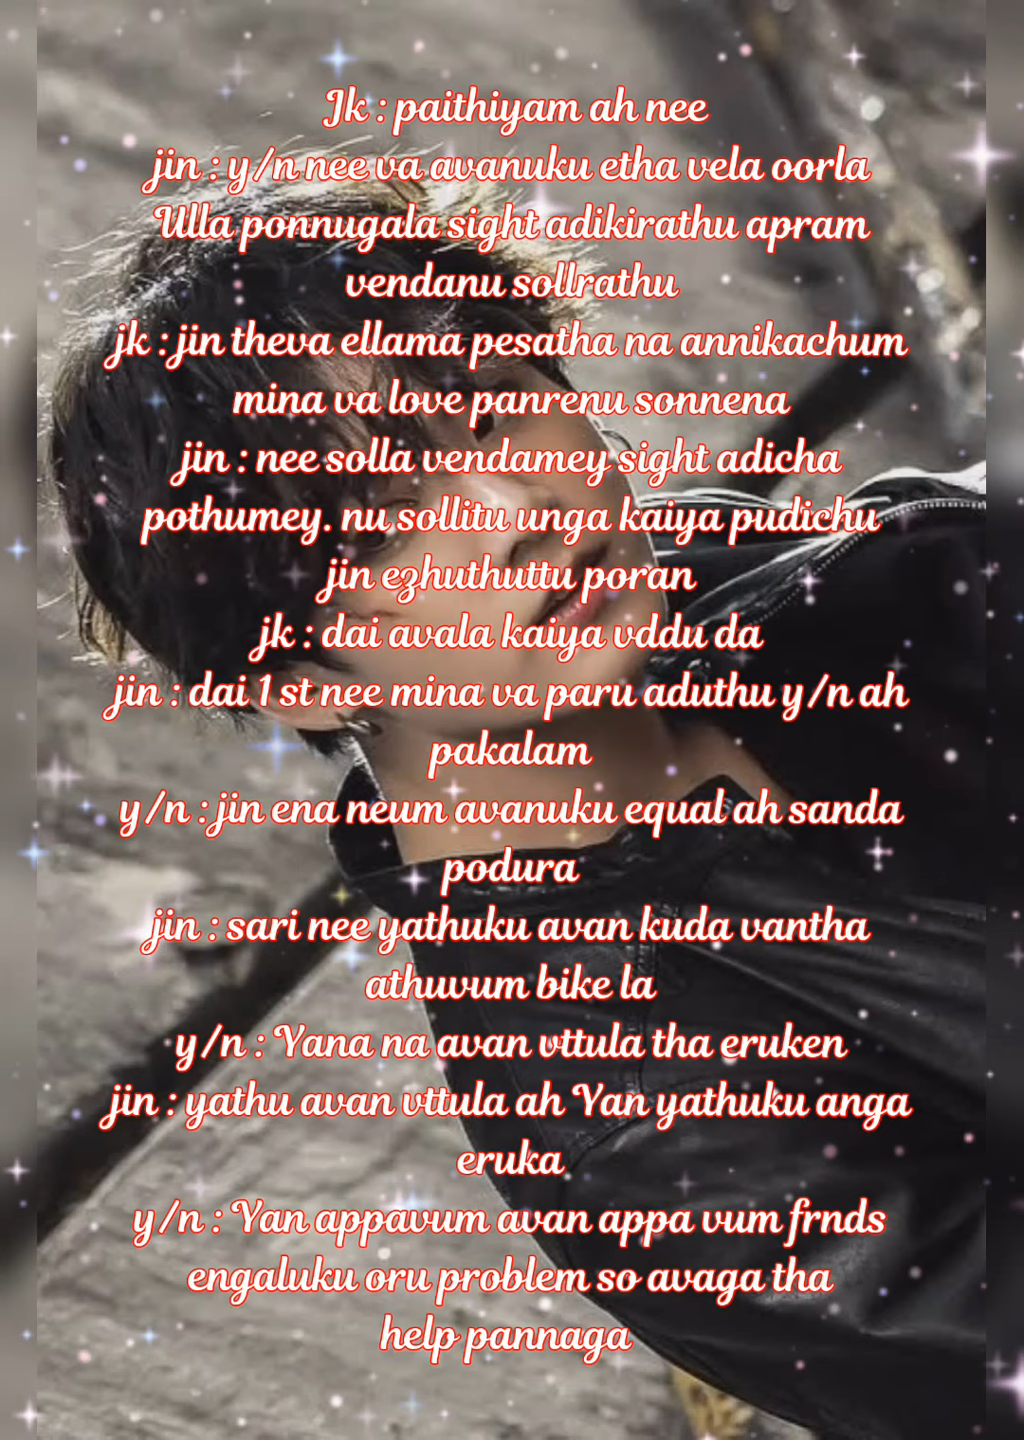 Jk : paithiyam ah nee
jin : y/n nee va avanuku etha vela oorla
Ulla ponnugala sight adikirathu apram
vendanu sollrathu
jk : jin theva ellama pesatha na annikachum
mina va love panrenu sonnena
jin : nee solla vendamey sight adicha
pothumey. nu sollitu unga kaiya pudichu
jin ezhuthuttu poran
jk : dai avala kaiya vddu da
jin : dai 1 st nee mina va paru aduthu y/n ah
pakalam
y/n : jin ena neum avanuku equal ah sanda
podura
jin : sari nee yathuku avan kuda vantha
athuvum bike la
y/n : Yana na avan vttula tha eruken
jin : yathu avan vttula ah Yan yathuku anga
eruka
y/n : Yan appavum avan appa vum frnds
engaluku oru problem so avaga tha
help pannaga